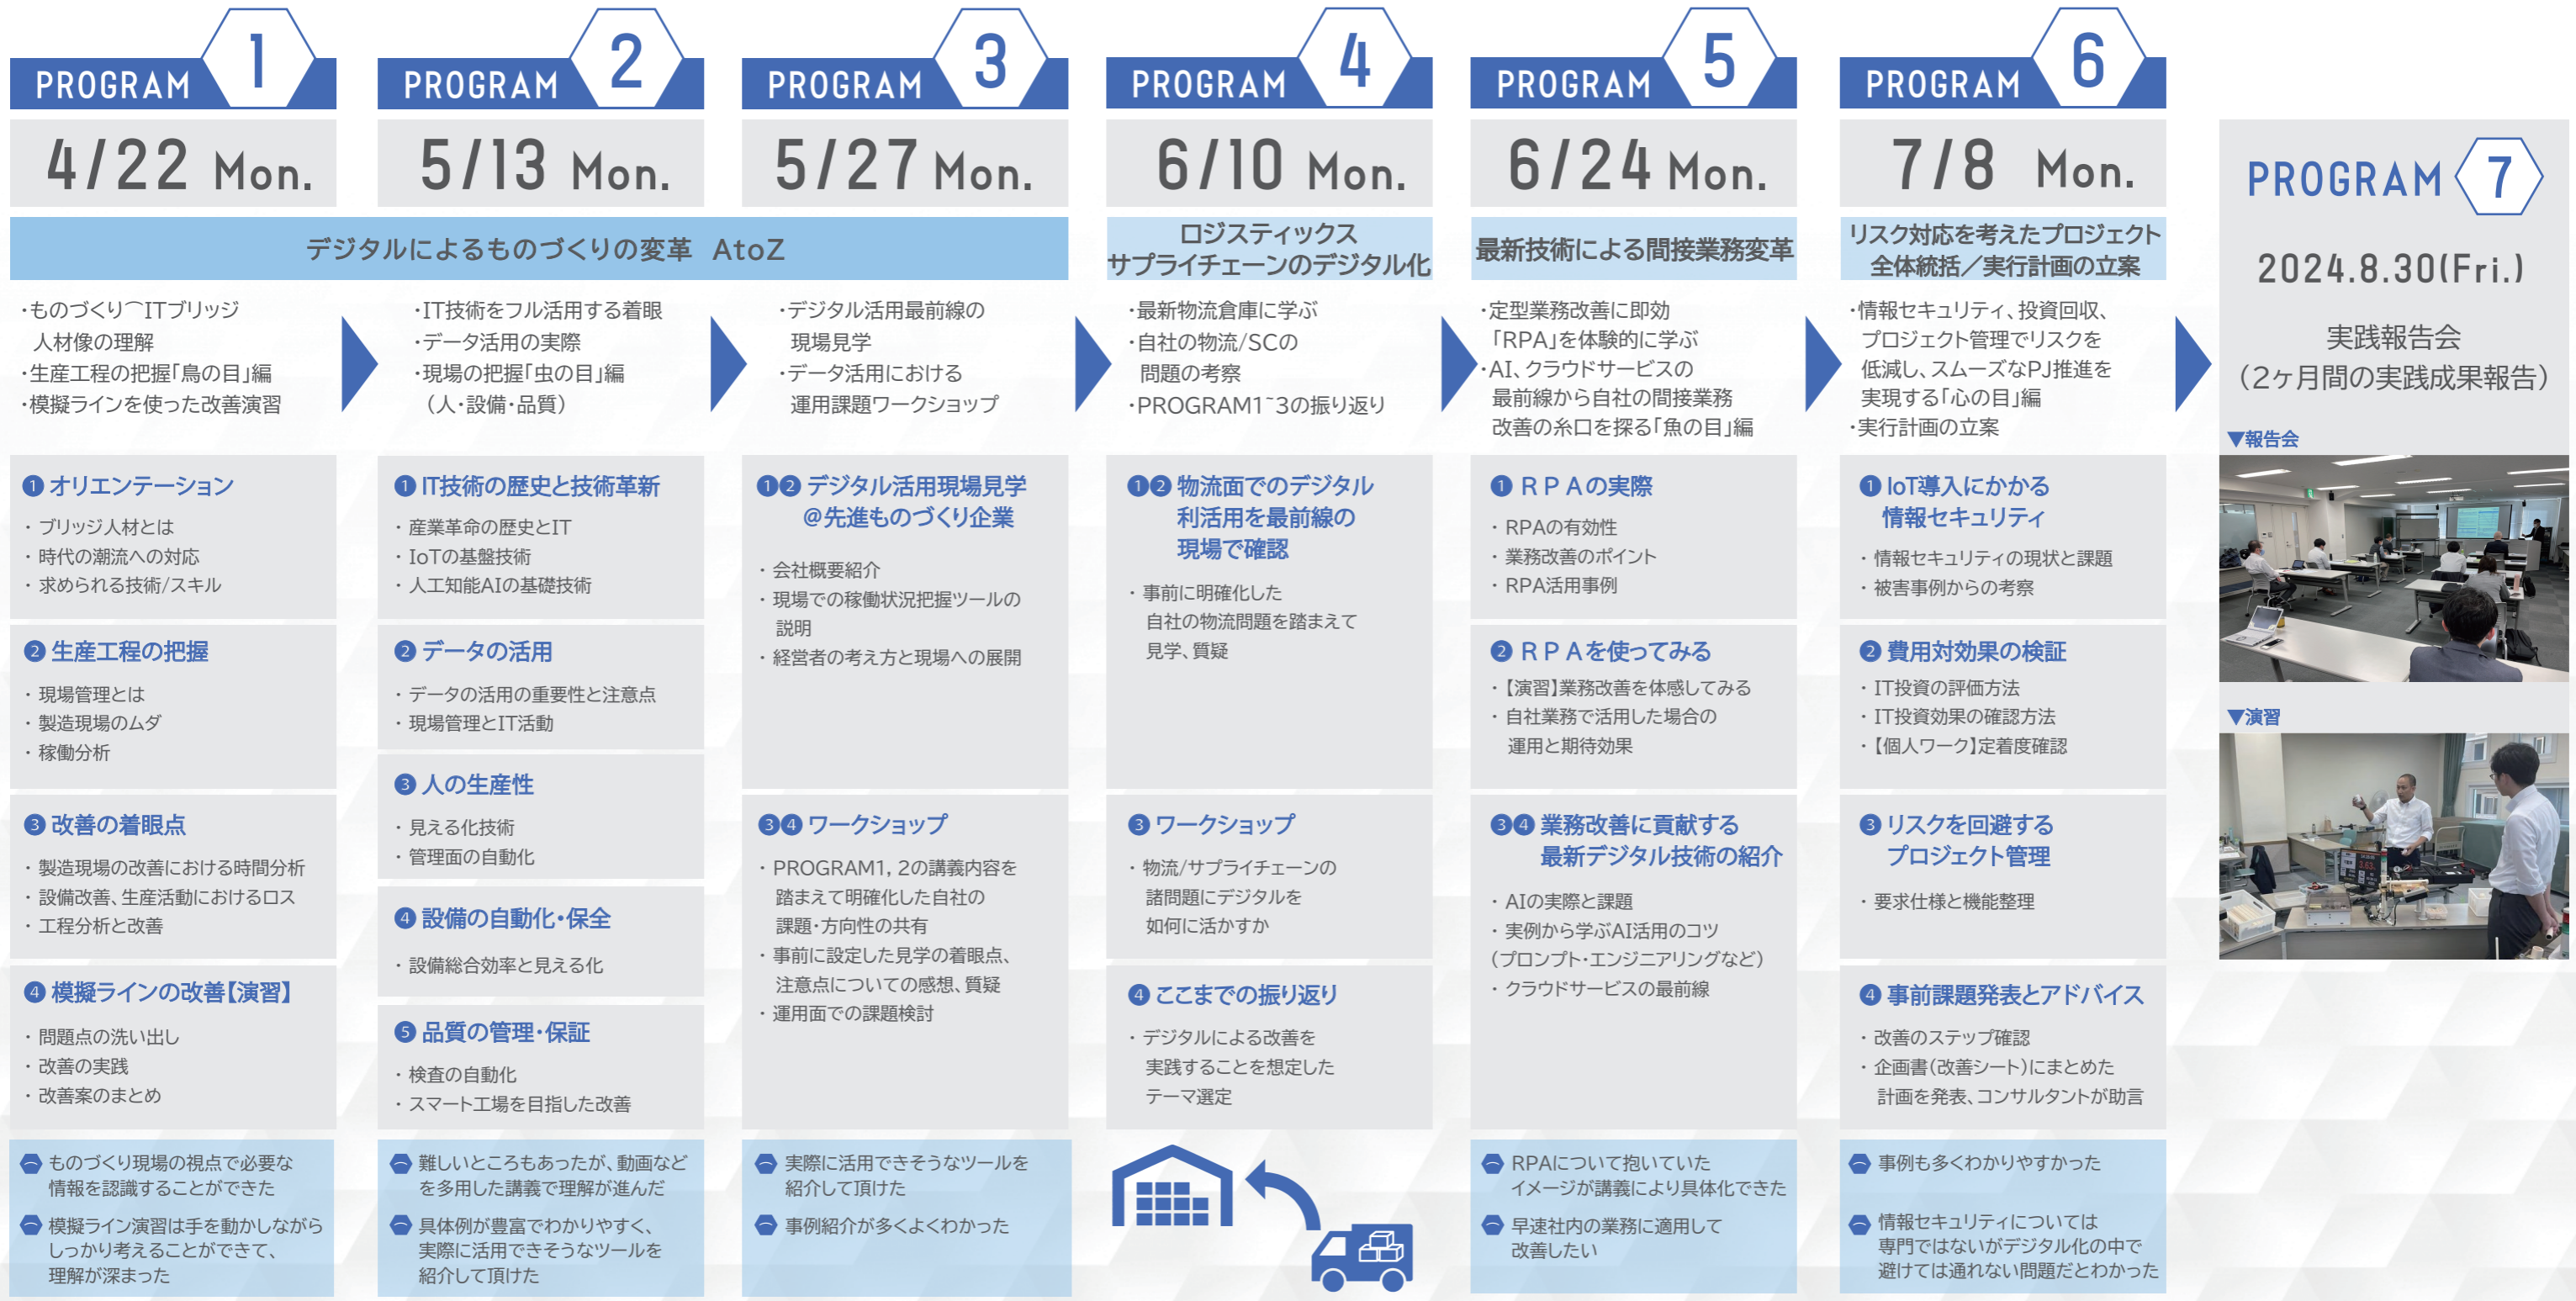 PROGRAM 1
4/22 Mon.
PROGRAM 2
5/13 Mon.
PROGRAM 3
5/27 Mon.
デジタルによるものづくりの変革 AtoZ
・ものづくり⌒ITブリッジ
人材像の理解
・生産工程の把握「鳥の目」編
・模擬ラインを使った改善演習
❶ オリエンテーション
・ ブリッジ人材とは
・ 時代の潮流への対応
・ 求められる技術/スキル
❷ 生産工程の把握
・ 現場管理とは
・ 製造現場のムダ
・ 稼働分析
❸ 改善の着眼点
・ 製造現場の改善における時間分析
・ 設備改善、生産活動におけるロス
・ 工程分析と改善
❹ 模擬ラインの改善【演習】
・ 問題点の洗い出し
・ 改善の実践
・ 改善案のまとめ
ものづくり現場の視点で必要な
情報を認識することができた
模擬ライン演習は手を動かしながら
しっかり考えることができて、
理解が深まった
・IT技術をフル活用する着眼
・データ活用の実際
・現場の把握「虫の目」編
（人・設備・品質）
❶ IT技術の歴史と技術革新
・ 産業革命の歴史とIT
・ IoTの基盤技術
・ 人工知能AIの基礎技術
❷ データの活用
・ データの活用の重要性と注意点
・ 現場管理とIT活動
❸ 人の生産性
・ 見える化技術
・ 管理面の自動化
❹ 設備の自動化・保全
・ 設備総合効率と見える化
❺ 品質の管理・保証
・ 検査の自動化
・ スマート工場を目指した改善
難しいところもあったが、動画など
を多用した講義で理解が進んだ
具体例が豊富でわかりやすく、
実際に活用できそうなツールを
紹介して頂けた
・デジタル活用最前線の
現場見学
・データ活用における
運用課題ワークショップ
❶❷ デジタル活用現場見学
＠先進ものづくり企業
・ 会社概要紹介
・ 現場での稼働状況把握ツールの
説明
・ 経営者の考え方と現場への展開
❸❹ ワークショップ
・ PROGRAM1, 2の講義内容を
踏まえて明確化した自社の
課題・方向性の共有
・ 事前に設定した見学の着眼点、
注意点についての感想、質疑
・ 運用面での課題検討
実際に活用できそうなツールを
紹介して頂けた
事例紹介が多くよくわかった
PROGRAM 4
6/10 Mon.
ロジスティックス
サプライチェーンのデジタル化
・最新物流倉庫に学ぶ
・自社の物流/SCの
問題の考察
・PROGRAM1~3の振り返り
❶❷ 物流面でのデジタル
利活用を最前線の
現場で確認
・ 事前に明確化した
自社の物流問題を踏まえて
見学、質疑
❸ ワークショップ
・ 物流/サプライチェーンの
諸問題にデジタルを
如何に活かすか
❹ ここまでの振り返り
・ デジタルによる改善を
実践することを想定した
テーマ選定
PROGRAM 5
6/24 Mon.
最新技術による間接業務変革
・定型業務改善に即効
「RPA」を体験的に学ぶ
・AI、クラウドサービスの
最前線から自社の間接業務
改善の糸口を探る「魚の目」編
❶ ＲＰＡの実際
・ RPAの有効性
・ 業務改善のポイント
・ RPA活用事例
❷ ＲＰＡを使ってみる
・【演習】業務改善を体感してみる
・ 自社業務で活用した場合の
運用と期待効果
❸❹ 業務改善に貢献する
最新デジタル技術の紹介
・ AIの実際と課題
・ 実例から学ぶAI活用のコツ
（プロンプト・エンジニアリングなど）
・ クラウドサービスの最前線
RPAについて抱いていた
イメージが講義により具体化できた
早速社内の業務に適用して
改善したい
PROGRAM 6
7/8 Mon.
リスク対応を考えたプロジェクト
全体統括／実行計画の立案
・情報セキュリティ、投資回収、
プロジェクト管理でリスクを
低減し、スムーズなPJ推進を
実現する「心の目」編
・実行計画の立案
❶ IoT導入にかかる
情報セキュリティ
・ 情報セキュリティの現状と課題
・ 被害事例からの考察
❷ 費用対効果の検証
・ IT投資の評価方法
・ IT投資効果の確認方法
・【個人ワーク】定着度確認
❸ リスクを回避する
プロジェクト管理
・ 要求仕様と機能整理
❹ 事前課題発表とアドバイス
・ 改善のステップ確認
・ 企画書（改善シート）にまとめた
計画を発表、コンサルタントが助言
事例も多くわかりやすかった
情報セキュリティについては
専門ではないがデジタル化の中で
避けては通れない問題だとわかった
PROGRAM 7
2024.8.30(Fri.)
実践報告会
（2ヶ月間の実践成果報告）
▼報告会
▼演習